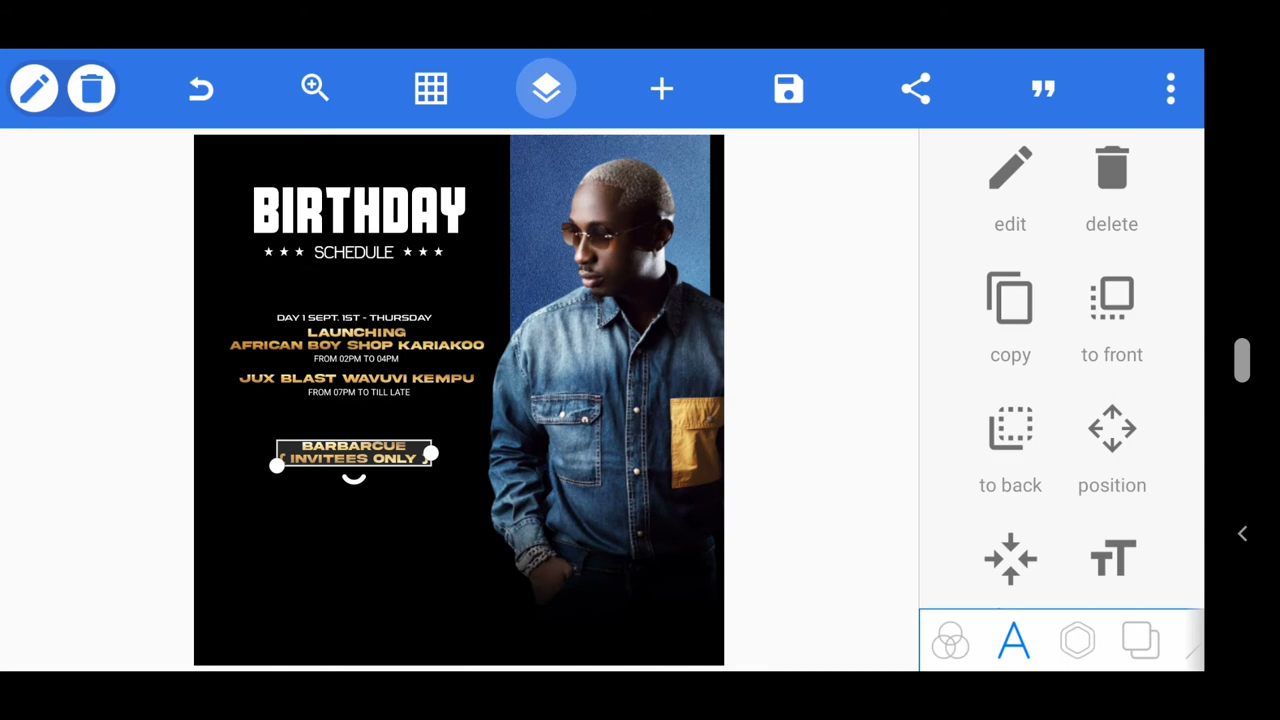 BIRTHDAY
★ ★ ★ SCHEDULE ★ ★ ★
DAY 1 SEPT. 1ST - THURSDAY
LAUNCHING
AFRICAN BOY SHOP KARIAKOO
FROM 02PM TO 04PM
JUX BLAST WAVUVI KEMPU
FROM 07PM TO TILL LATE
BARBARCUE
( INVITEES ONLY )
edit
delete
copy
to front
to back
position